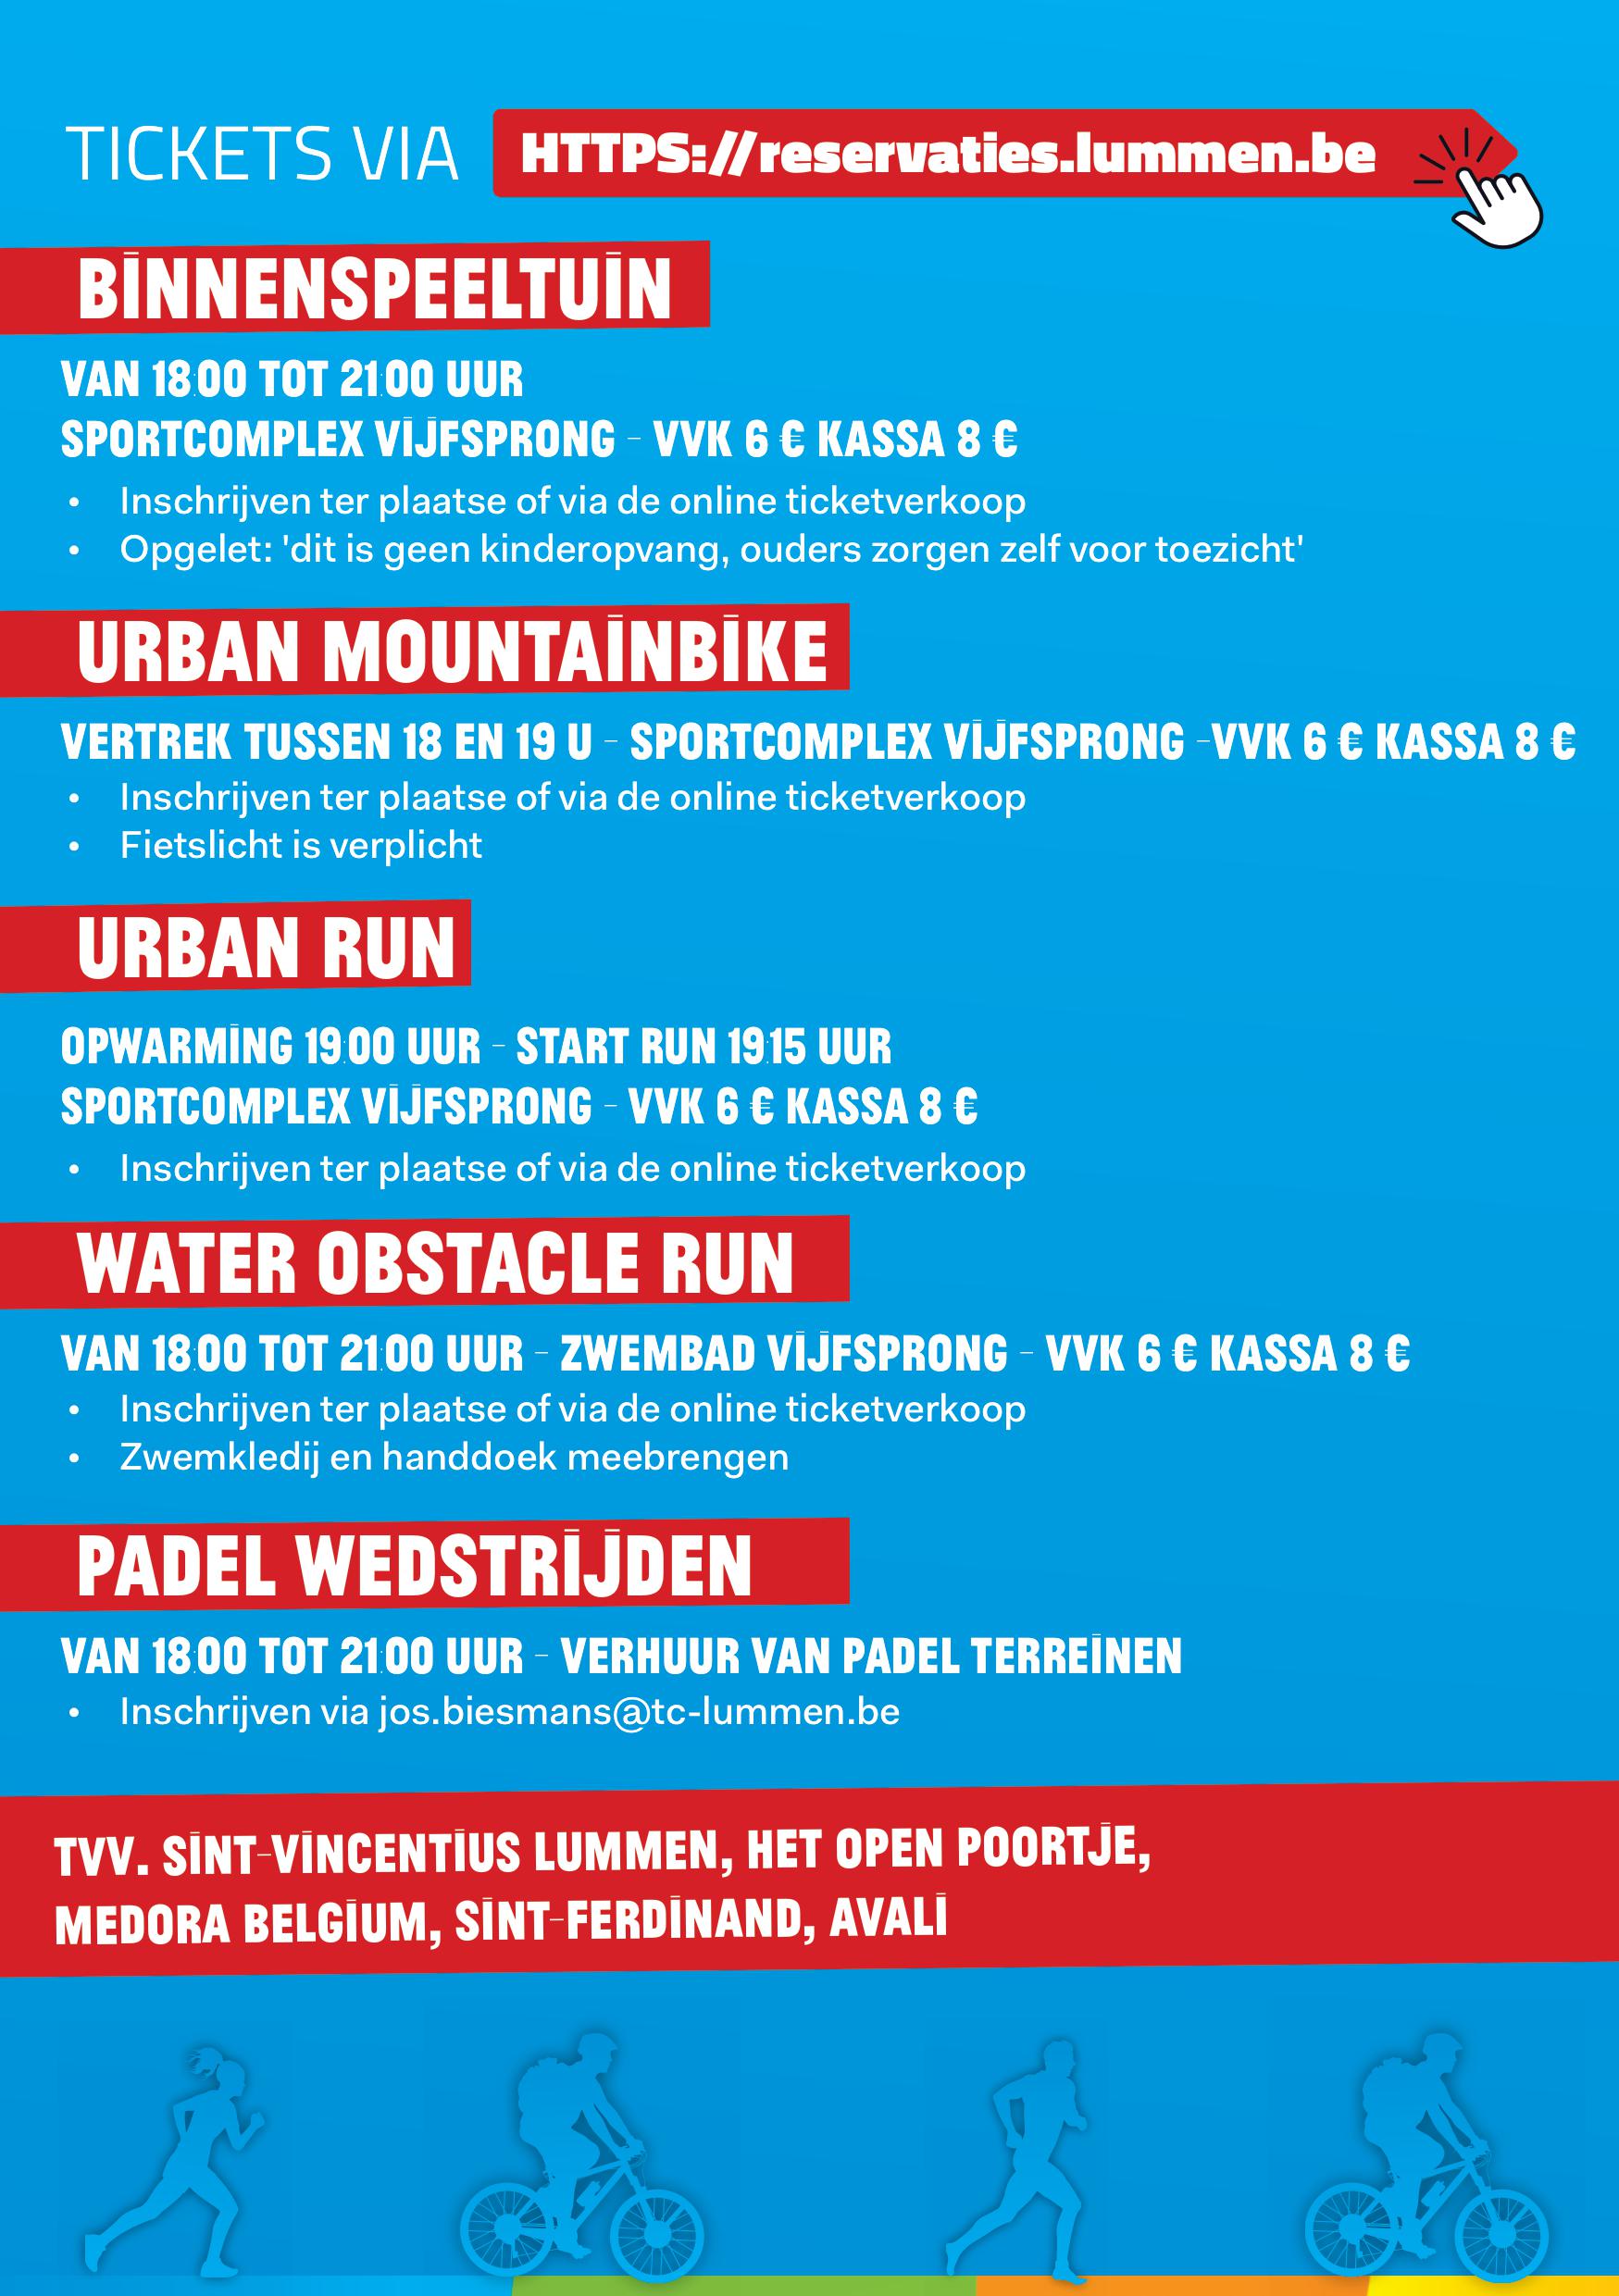 TICKETS VIA HTTPS://reservaties.lummen.be
BINNENSPEELTUIN
VAN 18:00 TOT 21:00 UUR
SPORTCOMPLEX VIJFSPRONG - VVK 6 € KASSA 8 €
• Inschrijven ter plaatse of via de online ticketverkoop
• Opgelet: 'dit is geen kinderopvang, ouders zorgen zelf voor toezicht'
URBAN MOUNTAINBIKE
VERTREK TUSSEN 18 EN 19 U - SPORTCOMPLEX VIJFSPRONG -VVK 6 € KASSA 8 €
• Inschrijven ter plaatse of via de online ticketverkoop
• Fietslicht is verplicht
URBAN RUN
OPWARMING 19:00 UUR - START RUN 19:15 UUR
SPORTCOMPLEX VIJFSPRONG - VVK 6 € KASSA 8 €
• Inschrijven ter plaatse of via de online ticketverkoop
WATER OBSTACLE RUN
VAN 18:00 TOT 21:00 UUR - ZWEMBAD VIJFSPRONG - VVK 6 € KASSA 8 €
• Inschrijven ter plaatse of via de online ticketverkoop
• Zwemkledij en handdoek meebrengen
PADEL WEDSTRIJDEN
VAN 18:00 TOT 21:00 UUR - VERHUUR VAN PADEL TERREINEN
• Inschrijven via jos.biesmans@tc-lummen.be
TVV. SINT-VINCENTIUS LUMMEN, HET OPEN POORTJE,
MEDORA BELGIUM, SINT-FERDINAND, AVALI